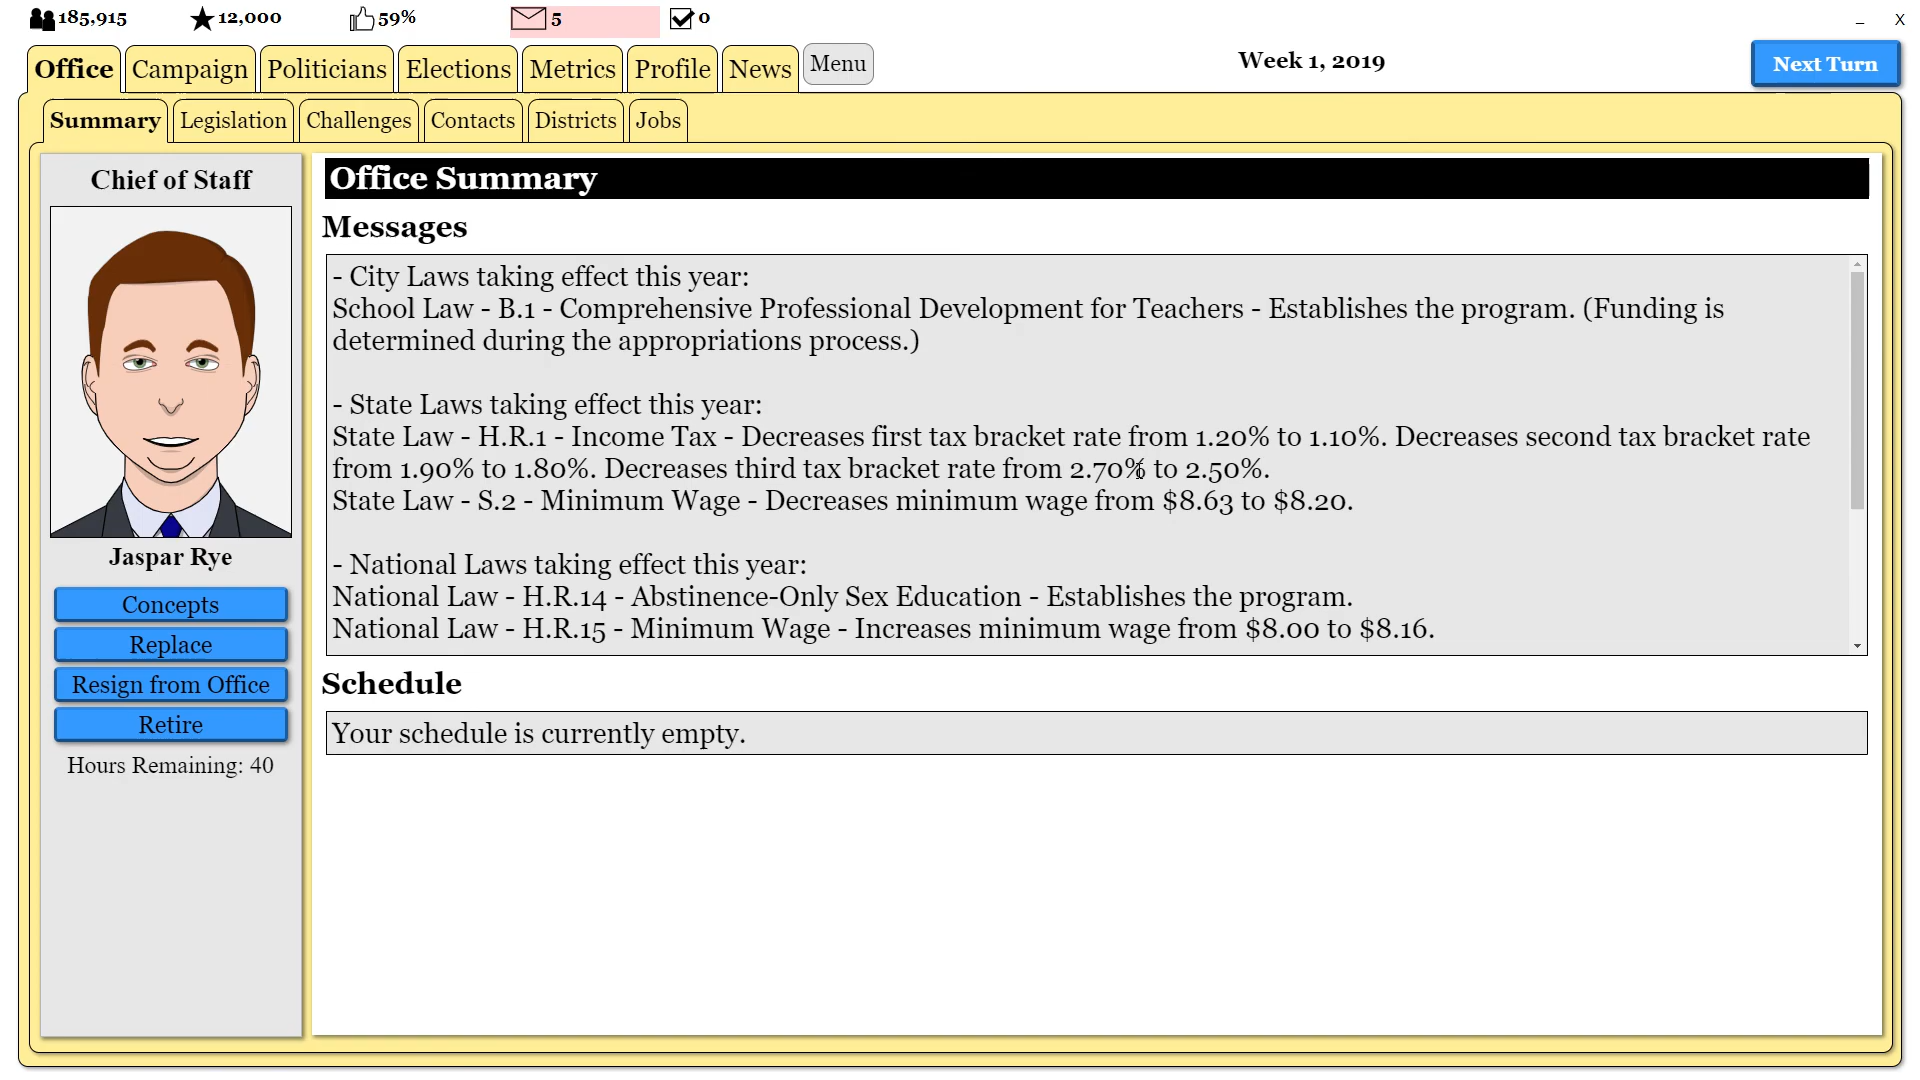 185,915 12,000 59% 5 0 _ X
Office Campaign Politicians Elections Metrics Profile News Menu Week 1, 2019 Next Turn
Summary Legislation Challenges Contacts Districts Jobs
Chief of Staff
Jaspar Rye
Concepts
Replace
Resign from Office
Retire
Hours Remaining: 40
Office Summary
Messages
- City Laws taking effect this year:
School Law - B.1 - Comprehensive Professional Development for Teachers - Establishes the program. (Funding is
determined during the appropriations process.)
- State Laws taking effect this year:
State Law - H.R.1 - Income Tax - Decreases first tax bracket rate from 1.20% to 1.10%. Decreases second tax bracket rate
from 1.90% to 1.80%. Decreases third tax bracket rate from 2.70% to 2.50%.
State Law - S.2 - Minimum Wage - Decreases minimum wage from $8.63 to $8.20.
- National Laws taking effect this year:
National Law - H.R.14 - Abstinence-Only Sex Education - Establishes the program.
National Law - H.R.15 - Minimum Wage - Increases minimum wage from $8.00 to $8.16.
Schedule
Your schedule is currently empty.